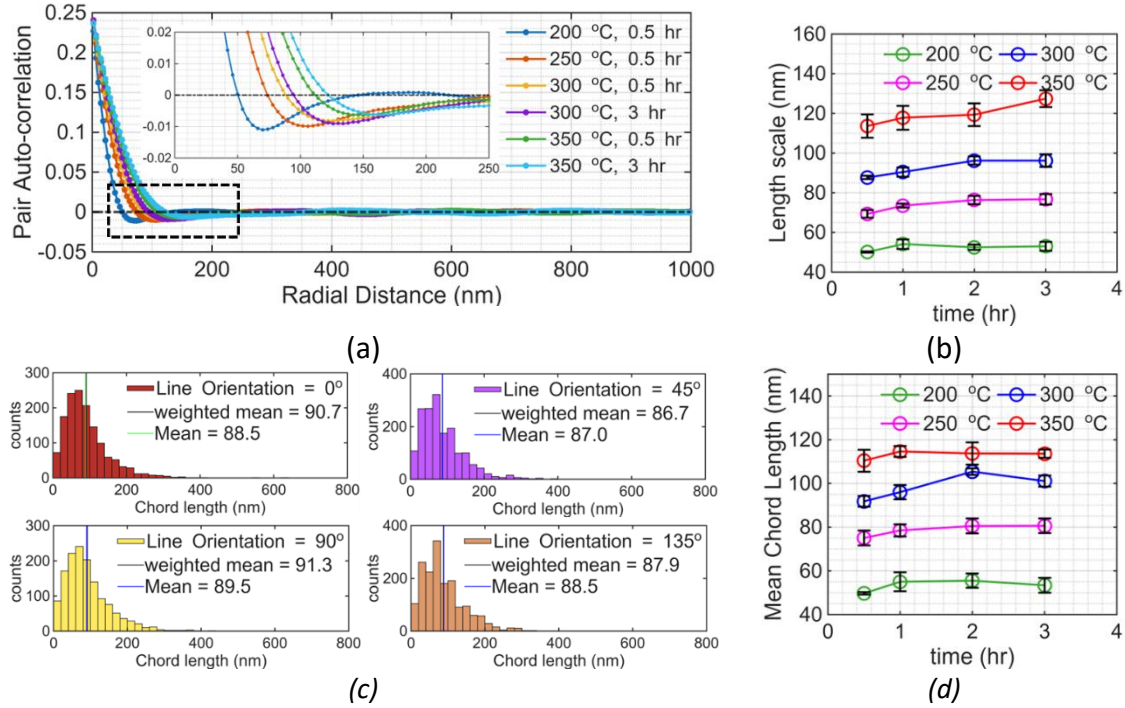 0.25
0.2
0.15
0.1
0.05
0
-0.05
Pair Auto-correlation
0.02
0.01
0
-0.01
-0.02
0 50 100 150 200 250
200 °C, 0.5 hr
250 °C, 0.5 hr
300 °C, 0.5 hr
300 °C, 3 hr
350 °C, 0.5 hr
350 °C, 3 hr
0 200 400 600 800 1000
Radial Distance (nm)
(a)
160
140
120
100
80
60
40
Length scale (nm)
200 °C 300 °C
250 °C 350 °C
0 1 2 3 4
time (hr)
(b)
300
200
100
0
counts
Line Orientation = 0°
weighted mean = 90.7
Mean = 88.5
0 200 400 600 800
Chord length (nm)
400
200
0
counts
Line Orientation = 45°
weighted mean = 86.7
Mean = 87.0
0 200 400 600 800
Chord length (nm)
300
200
100
0
counts
Line Orientation = 90°
weighted mean = 91.3
Mean = 89.5
0 200 400 600 800
Chord length (nm)
400
200
0
counts
Line Orientation = 135°
weighted mean = 87.9
Mean = 88.5
0 200 400 600 800
Chord length (nm)
(c)
140
120
100
80
60
40
Mean Chord Length (nm)
200 °C 300 °C
250 °C 350 °C
0 1 2 3 4
time (hr)
(d)